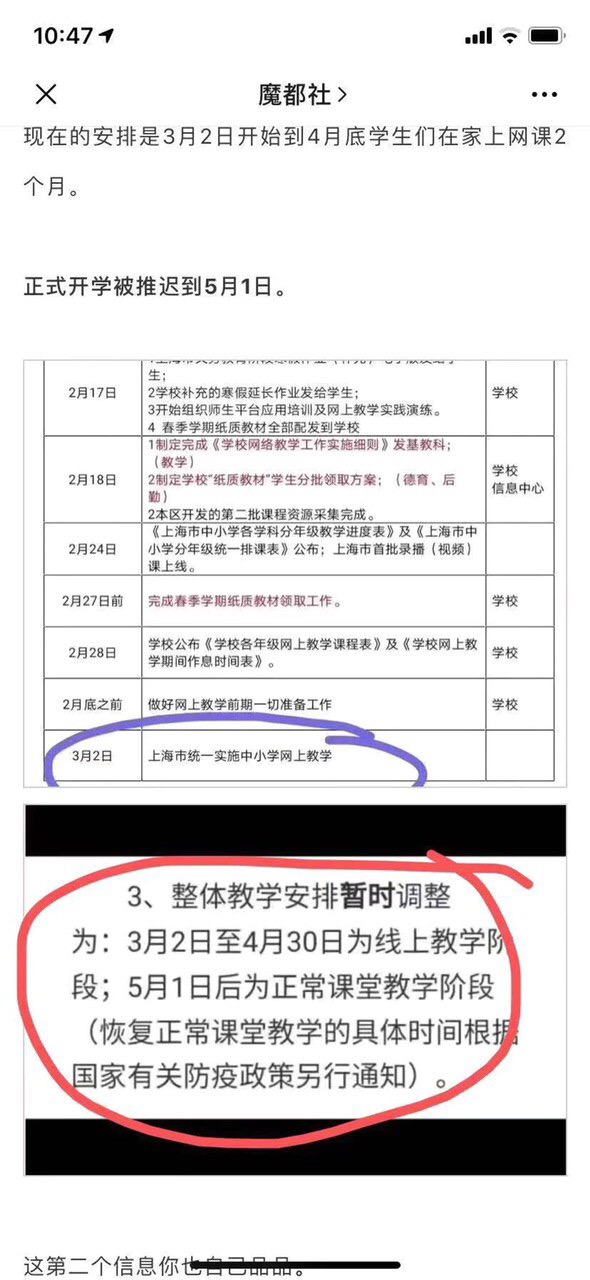 10:47
魔都社
现在的安排是3月2日开始到4月底学生们在家上网课2
个月。
正式开学被推迟到5月1日。
生；
2月17日
2学校补充的寒假延长作业发给学生；
学校
3开始组织师生平台应用培训及网上教学实践演练。
4 春季学期纸质教材全部配发到学校
1制定完成《学校网络教学工作实施细则》发基教科；
（教学）
2月18日
2制定学校“纸质教材”学生分批领取方案；（德育、后
勤）
学校
信息中心
2本区开发的第二批课程资源采集完成。
2月24日
《上海市中小学各学科分年级教学进度表》及《上海市中
小学分年级统一排课表》公布；上海市首批录播（视频）
课上线。
2月27日前
完成春季学期纸质教材领取工作。
学校
2月28日
学校公布《学校各年级网上教学课程表》及《学校网上教
学期间作息时间表》。
学校
2月底之前
做好网上教学前期一切准备工作
学校
3月2日
上海市统一实施中小学网上教学
3、整体教学安排暂时调整
为：3月2日至4月30日为线上教学阶
段；5月1日后为正常课堂教学阶段
（恢复正常课堂教学的具体时间根据
国家有关防疫政策另行通知）。
这第二个信息你也自己品品。